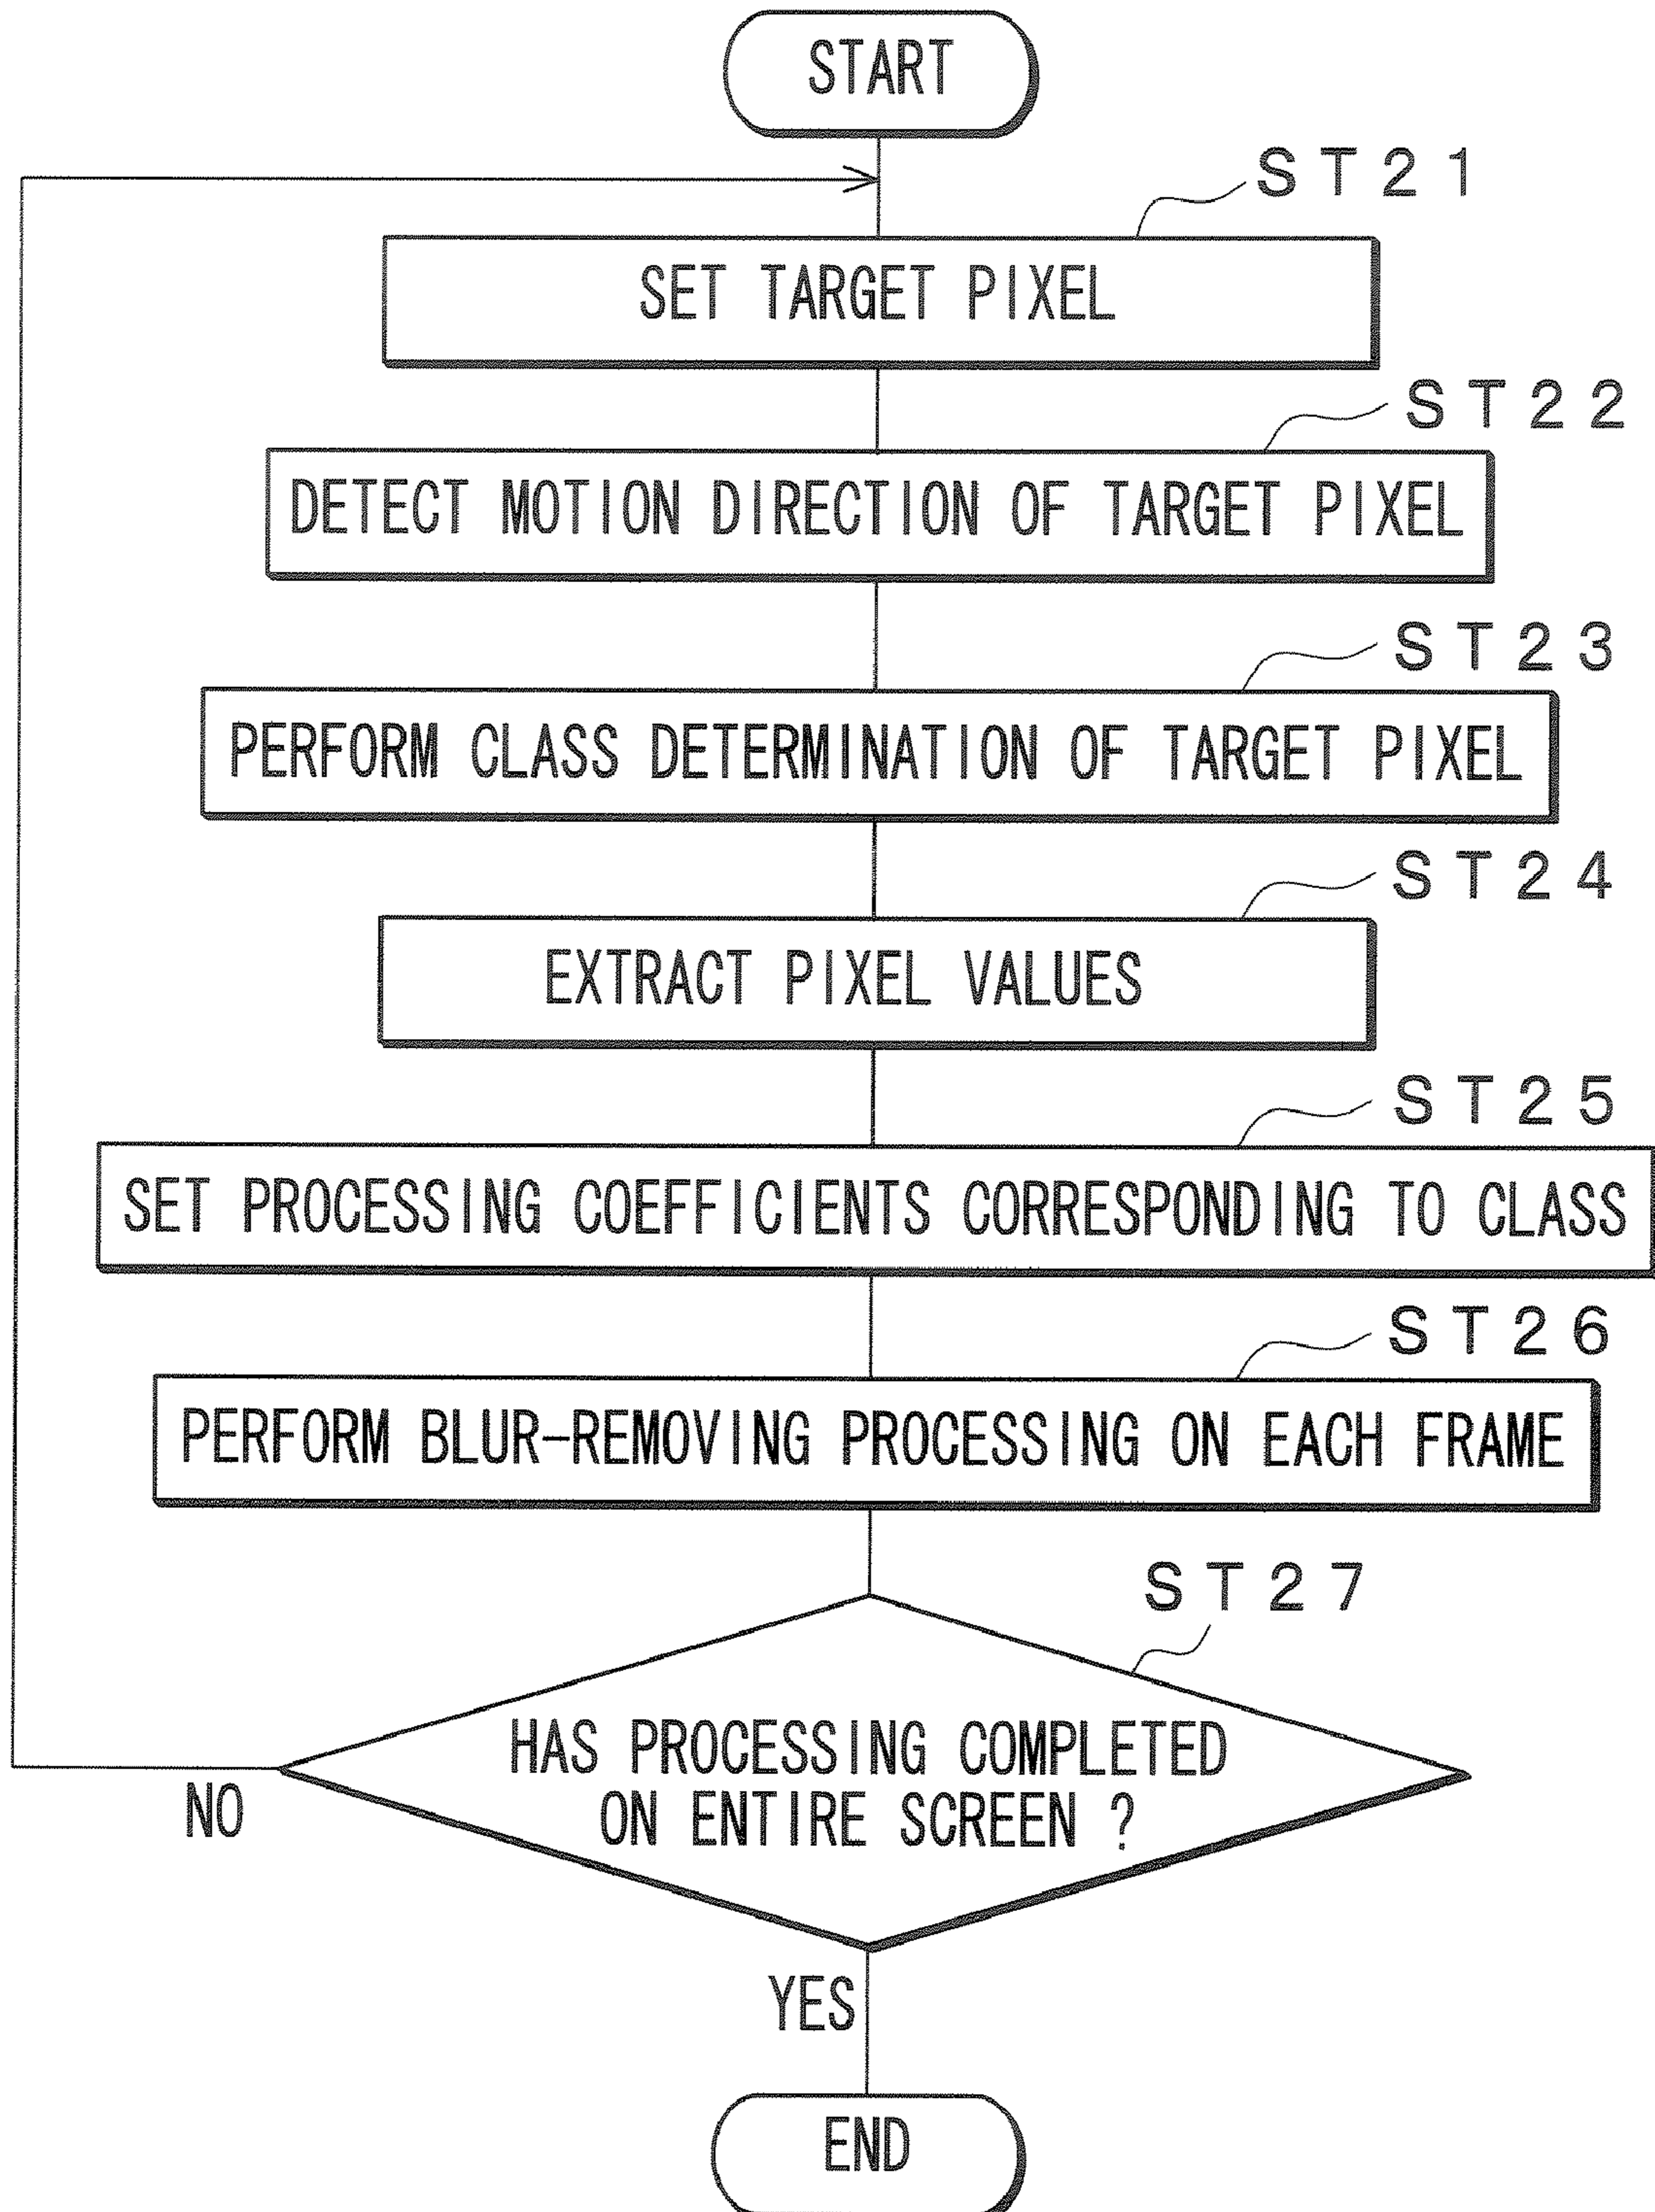 START
ST21
SET TARGET PIXEL
ST22
DETECT MOTION DIRECTION OF TARGET PIXEL
ST23
PERFORM CLASS DETERMINATION OF TARGET PIXEL
ST24
EXTRACT PIXEL VALUES
ST25
SET PROCESSING COEFFICIENTS CORRESPONDING TO CLASS
ST26
PERFORM BLUR-REMOVING PROCESSING ON EACH FRAME
ST27
HAS PROCESSING COMPLETED
ON ENTIRE SCREEN ?
NO
YES
END